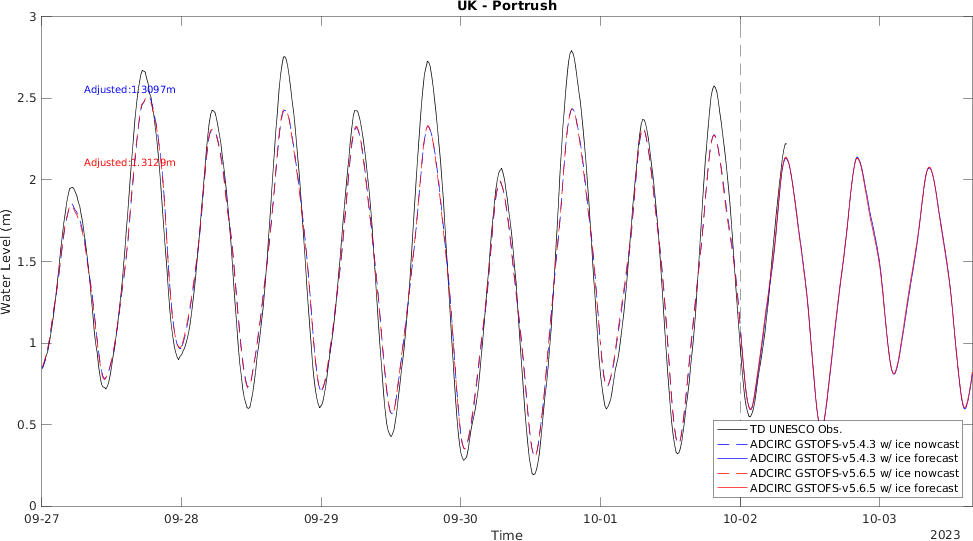 UK - Portrush
3
2.5
2
1.5
1
0.5
0
Water Level (m)
Adjusted:1.3097m
Adjusted:1.3129m
TD UNESCO Obs.
ADCIRC GSTOFS-v5.4.3 w/ ice nowcast
ADCIRC GSTOFS-v5.4.3 w/ ice forecast
ADCIRC GSTOFS-v5.6.5 w/ ice nowcast
ADCIRC GSTOFS-v5.6.5 w/ ice forecast
09-27 09-28 09-29 09-30 10-01 10-02 10-03
Time
2023